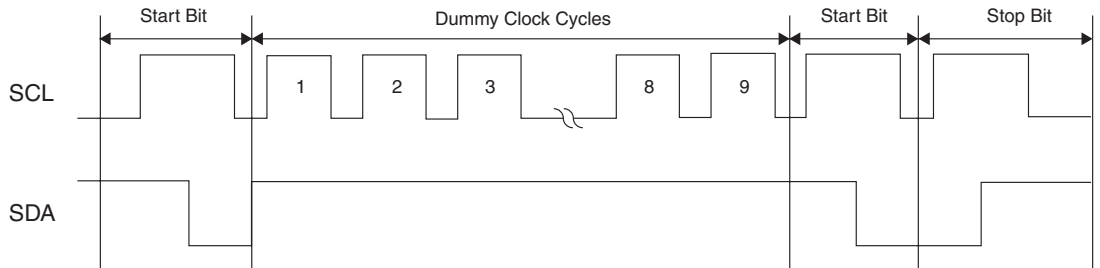 Start Bit Dummy Clock Cycles Start Bit Stop Bit
SCL 1 2 3 8 9
SDA